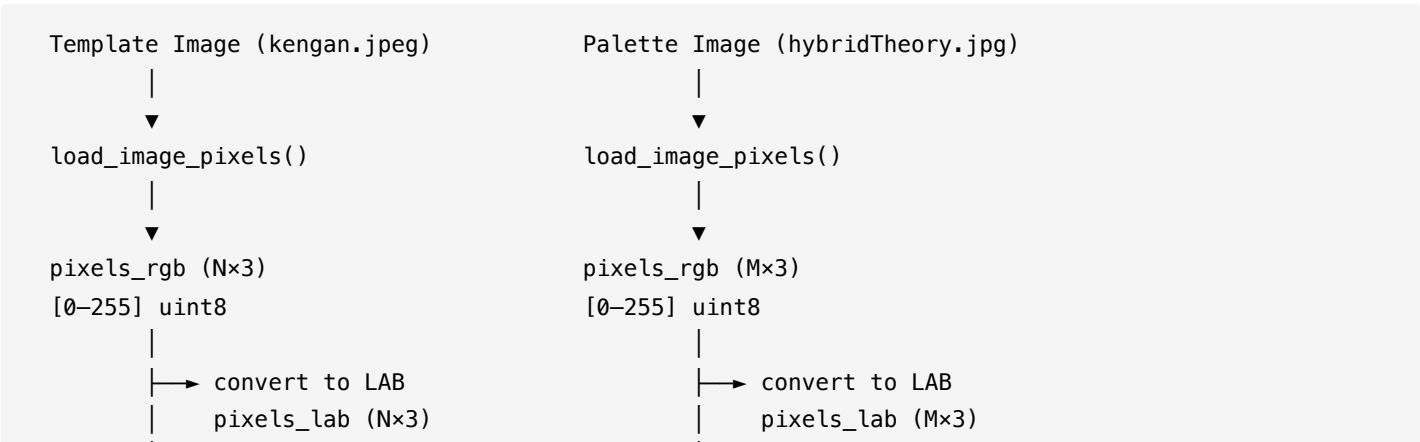 Template Image (kengan.jpeg) Palette Image (hybridTheory.jpg)
load_image_pixels() load_image_pixels()
pixels_rgb (N×3) pixels_rgb (M×3)
[0–255] uint8 [0–255] uint8
convert to LAB convert to LAB
pixels_lab (N×3) pixels_lab (M×3)